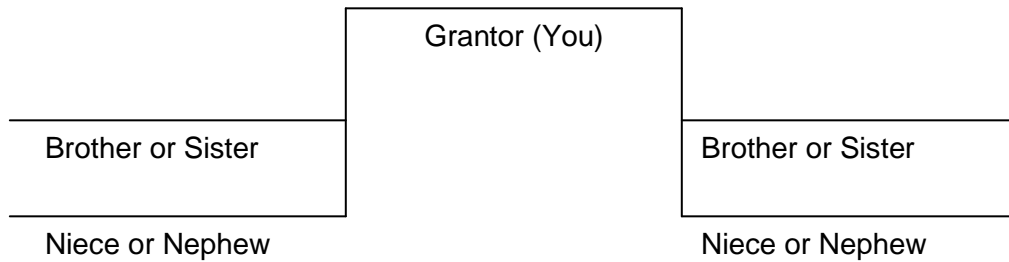 Grantor (You)
Brother or Sister
Brother or Sister
Niece or Nephew
Niece or Nephew